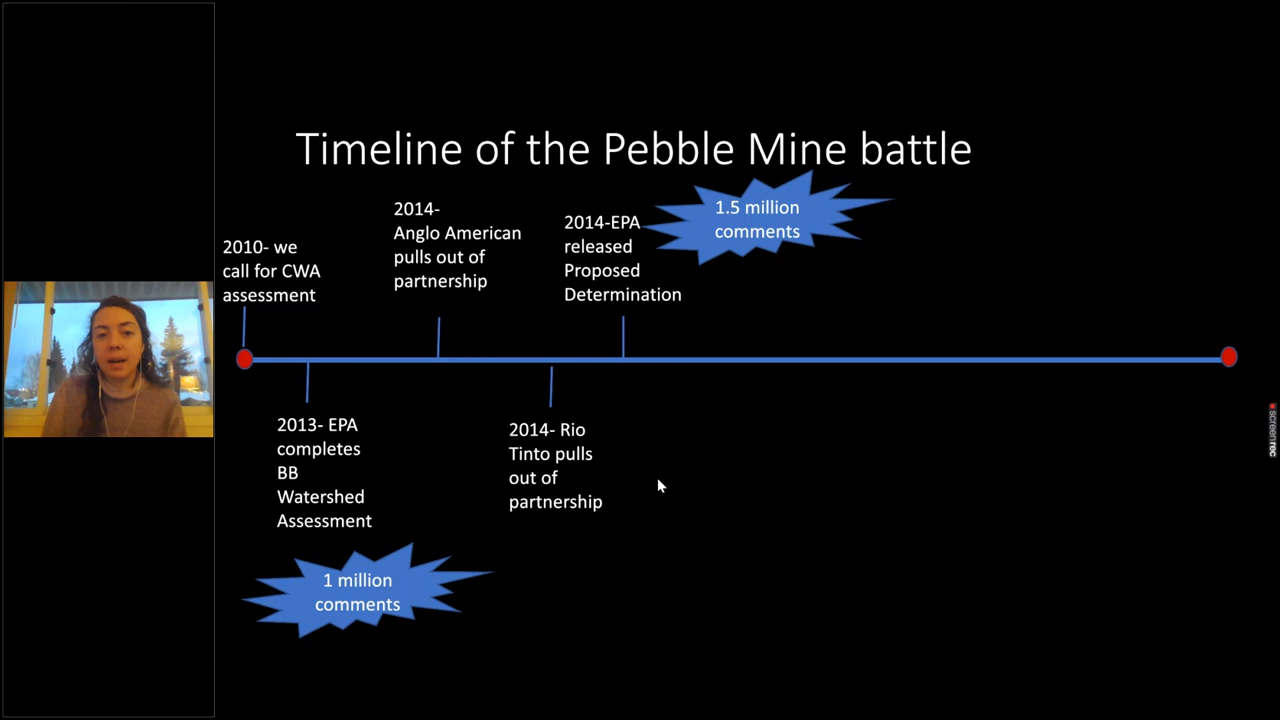 Timeline of the Pebble Mine battle
2010- we
call for CWA
assessment
2014-
Anglo American
pulls out of
partnership
2014-EPA
released
Proposed
Determination
1.5 million
comments
2013- EPA
completes
BB
Watershed
Assessment
2014- Rio
Tinto pulls
out of
partnership
1 million
comments
screenrec